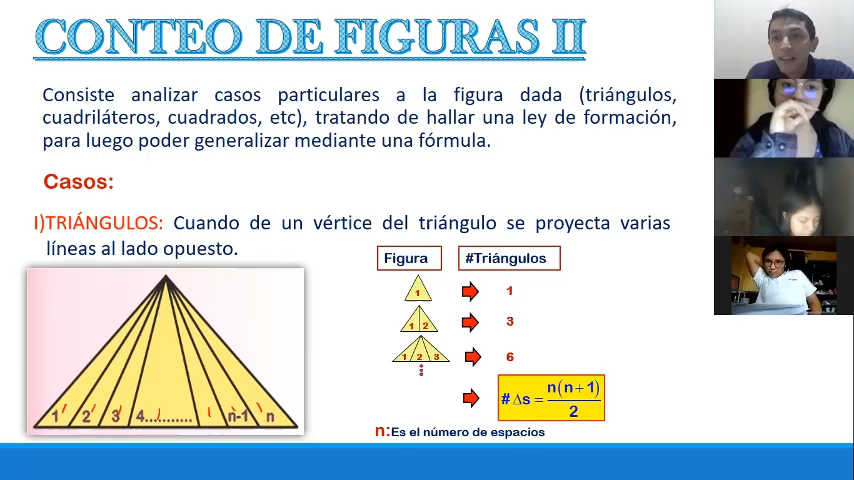 CONTEO DE FIGURAS II
Consiste analizar casos particulares a la figura dada (triángulos,
cuadriláteros, cuadrados, etc), tratando de hallar una ley de formación,
para luego poder generalizar mediante una fórmula.
Casos:
I)TRIÁNGULOS: Cuando de un vértice del triángulo se proyecta varias
líneas al lado opuesto.
Figura #Triángulos
1 1
1 2 3
1 2 3 6
# Δs = n(n+1)/2
1 2 3 4.......... n-1 n
n:Es el número de espacios